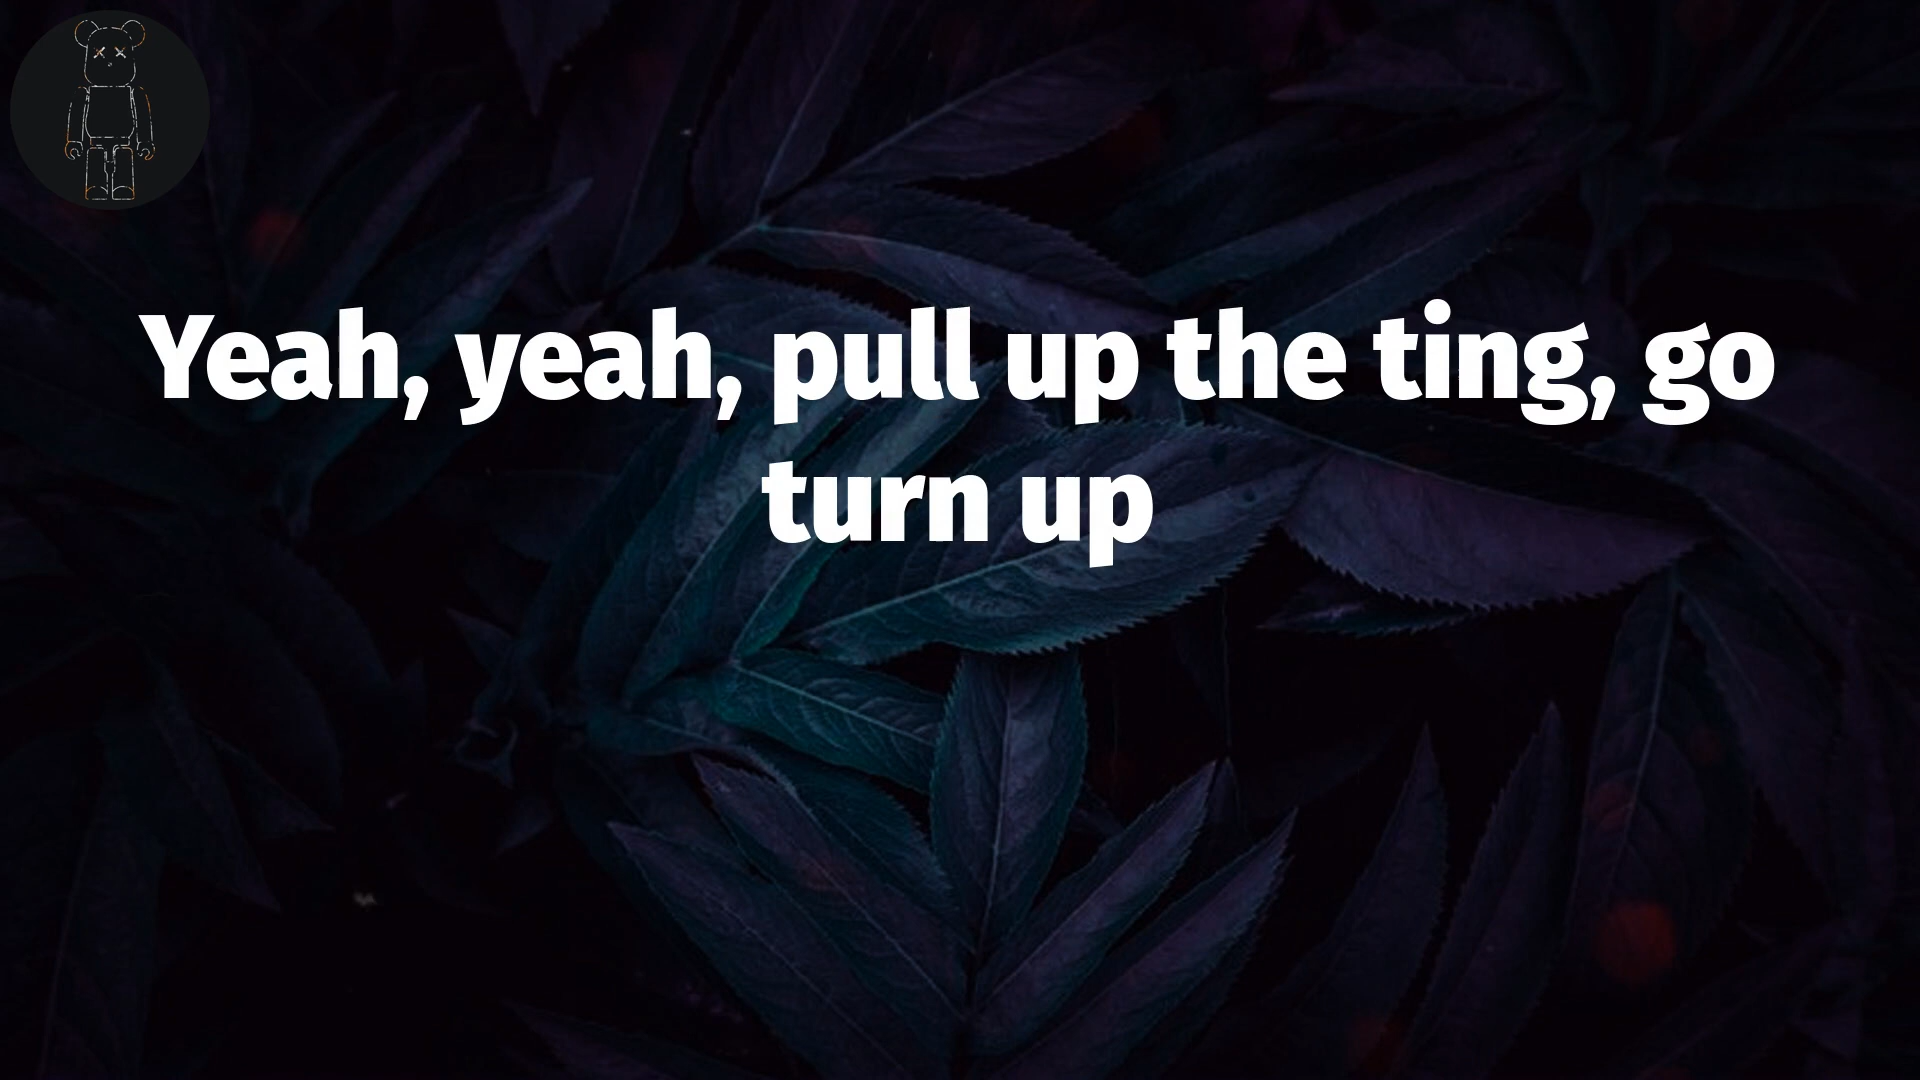 Yeah, yeah, pull up the ting, go
turn up